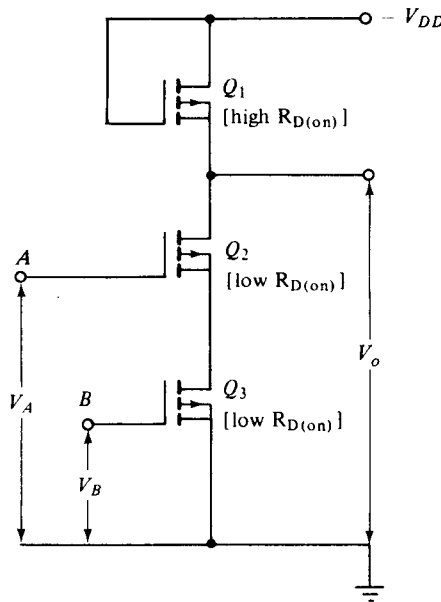 – V_DD
Q_1
[high R_D(on)]
A
Q_2
[low R_D(on)]
V_o
V_A
B
Q_3
[low R_D(on)]
V_B